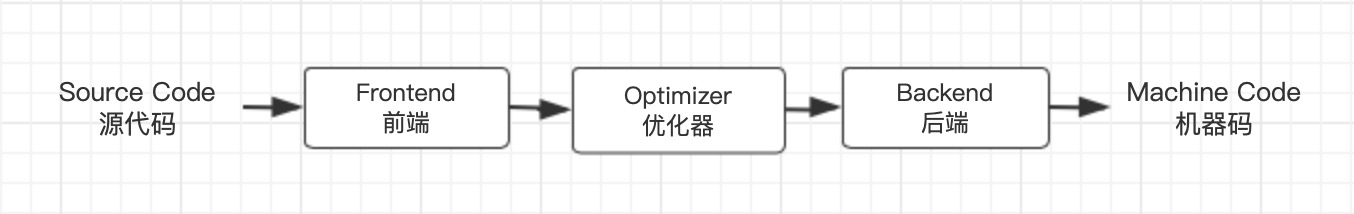 Source Code
源代码
Frontend
前端
Optimizer
优化器
Backend
后端
Machine Code
机器码